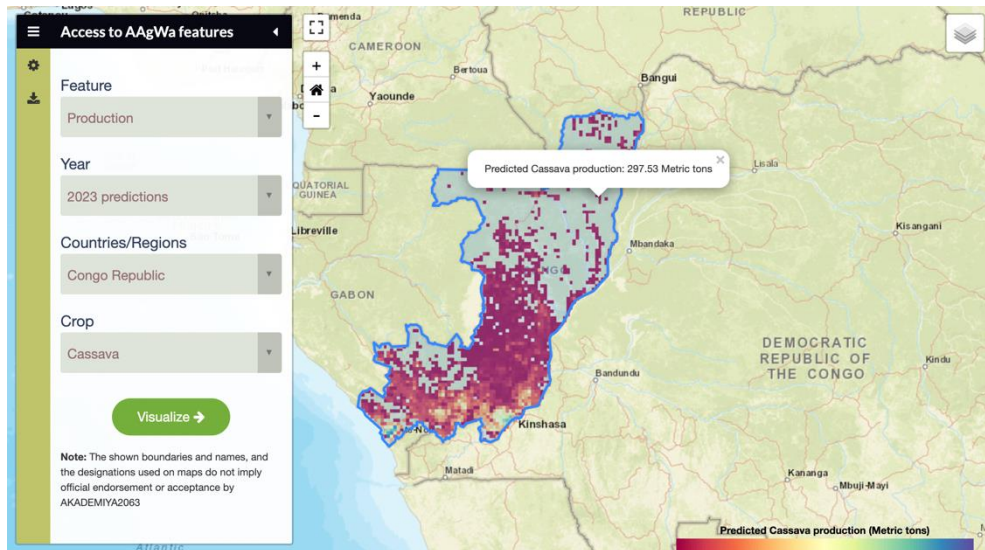 Access to AAgWa features
Feature
Production
Year
2023 predictions
Countries/Regions
Congo Republic
Crop
Cassava
Visualize
Note: The shown boundaries and names, and
the designations used on maps do not imply
official endorsement or acceptance by
AKADEMIYA2063
Atlantic
Lagos
REPUBLIC
CAMEROON
Bertoua
Bangui
Yaounde
Predicted Cassava production: 297.53 Metric tons
Lisala
EQUATORIAL
GUINEA
Libreville
Kisangani
Mbandaka
GABON
DEMOCRATIC
REPUBLIC OF
THE CONGO
Kindu
Bandundu
Kinshasa
Matadi
Kananga
Mbuji-Mayi
Predicted Cassava production (Metric tons)